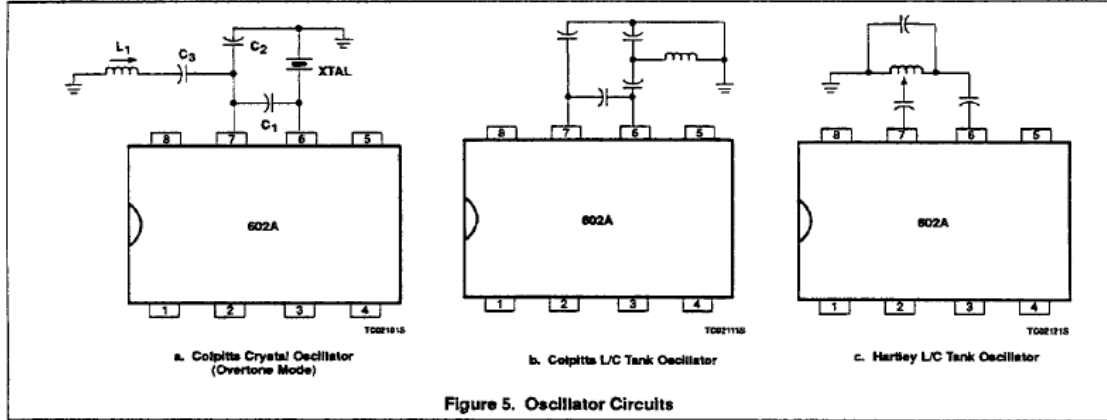 L1
C3
C2
XTAL
C1
8 7 6 5
602A
1 2 3 4
TC02101S
a. Colpitts Crystal Oscillator
(Overtone Mode)
8 7 6 5
602A
1 2 3 4
TC02111S
b. Colpitts L/C Tank Oscillator
8 7 6 5
602A
1 2 3 4
TC02121S
c. Hartley L/C Tank Oscillator
Figure 5. Oscillator Circuits